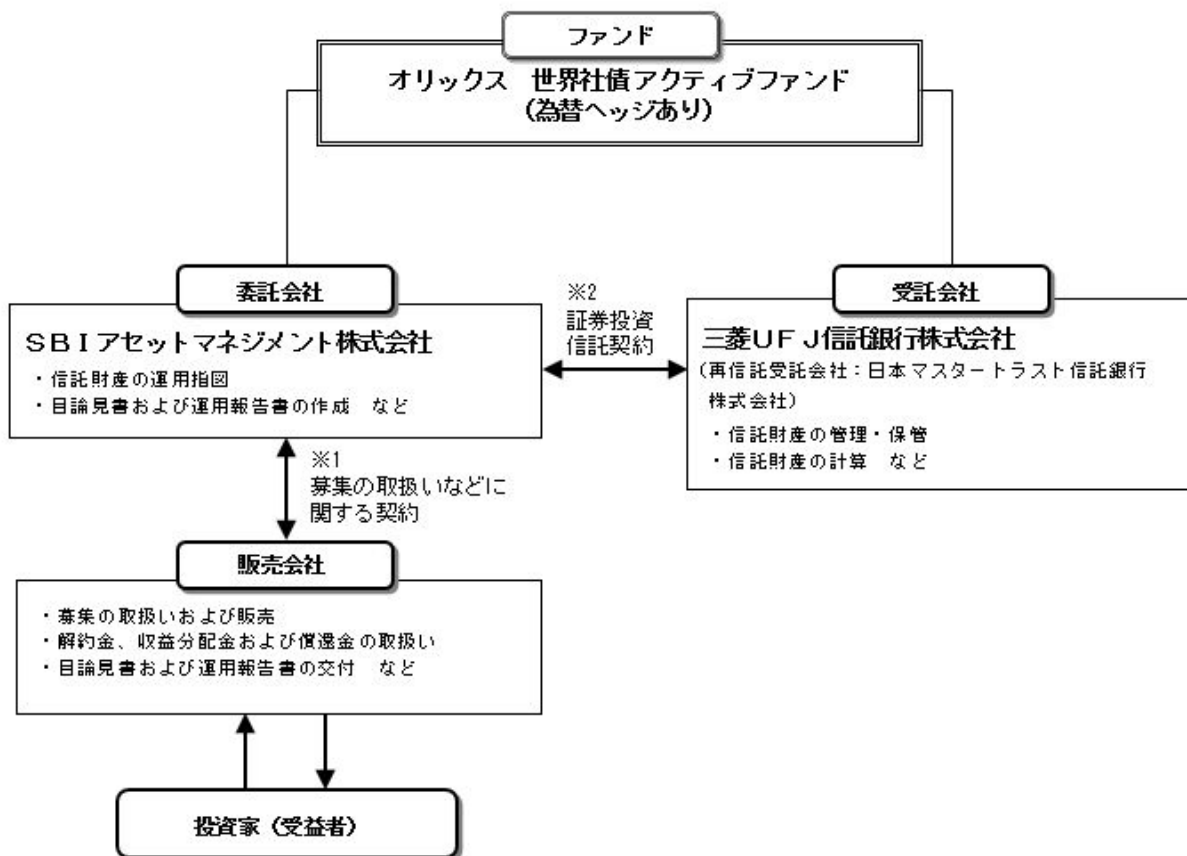 ファンド
オリックス　世界社債アクティブファンド
（為替ヘッジあり）
委託会社
ＳＢＩアセットマネジメント株式会社
・信託財産の運用指図
・目論見書および運用報告書の作成　など
※2
証券投資
信託契約
受託会社
三菱ＵＦＪ信託銀行株式会社
（再信託受託会社：日本マスタートラスト信託銀行
株式会社）
・信託財産の管理・保管
・信託財産の計算　など
※1
募集の取扱いなどに
関する契約
販売会社
・募集の取扱いおよび販売
・解約金、収益分配金および償還金の取扱い
・目論見書および運用報告書の交付　など
投資家（受益者）